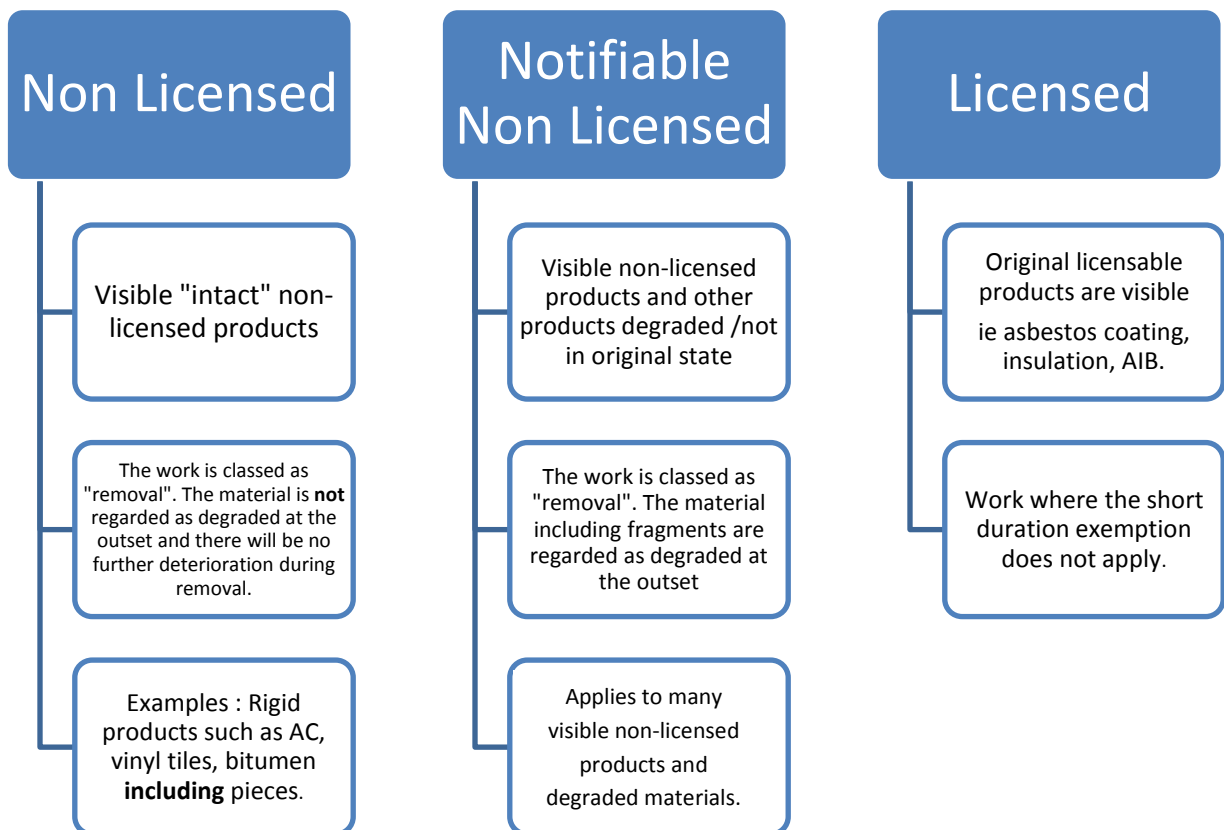 Non Licensed
Visible "intact" non-
licensed products
The work is classed as
"removal". The material is not
regarded as degraded at the
outset and there will be no
further deterioration during
removal.
Examples : Rigid
products such as AC,
vinyl tiles, bitumen
including pieces.
Notifiable
Non Licensed
Visible non-licensed
products and other
products degraded /not
in original state
The work is classed as
"removal". The material
including fragments are
regarded as degraded at
the outset
Applies to many
visible non-licensed
products and
degraded materials.
Licensed
Original licensable
products are visible
ie asbestos coating,
insulation, AIB.
Work where the short
duration exemption
does not apply.